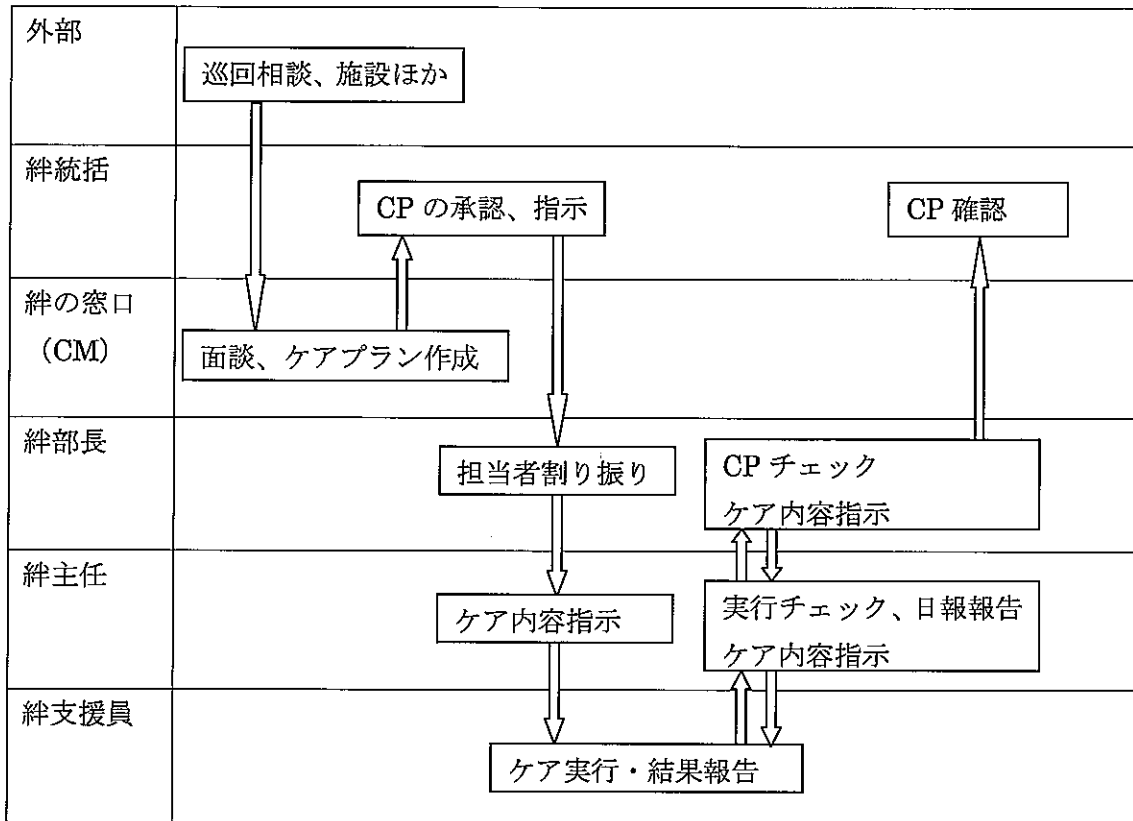 外部
巡回相談、施設ほか
絆統括
CP の承認、指示
CP 確認
絆の窓口
（CM）
面談、ケアプラン作成
絆部長
担当者割り振り
CP チェック
ケア内容指示
絆主任
ケア内容指示
実行チェック、日報報告
ケア内容指示
絆支援員
ケア実行・結果報告